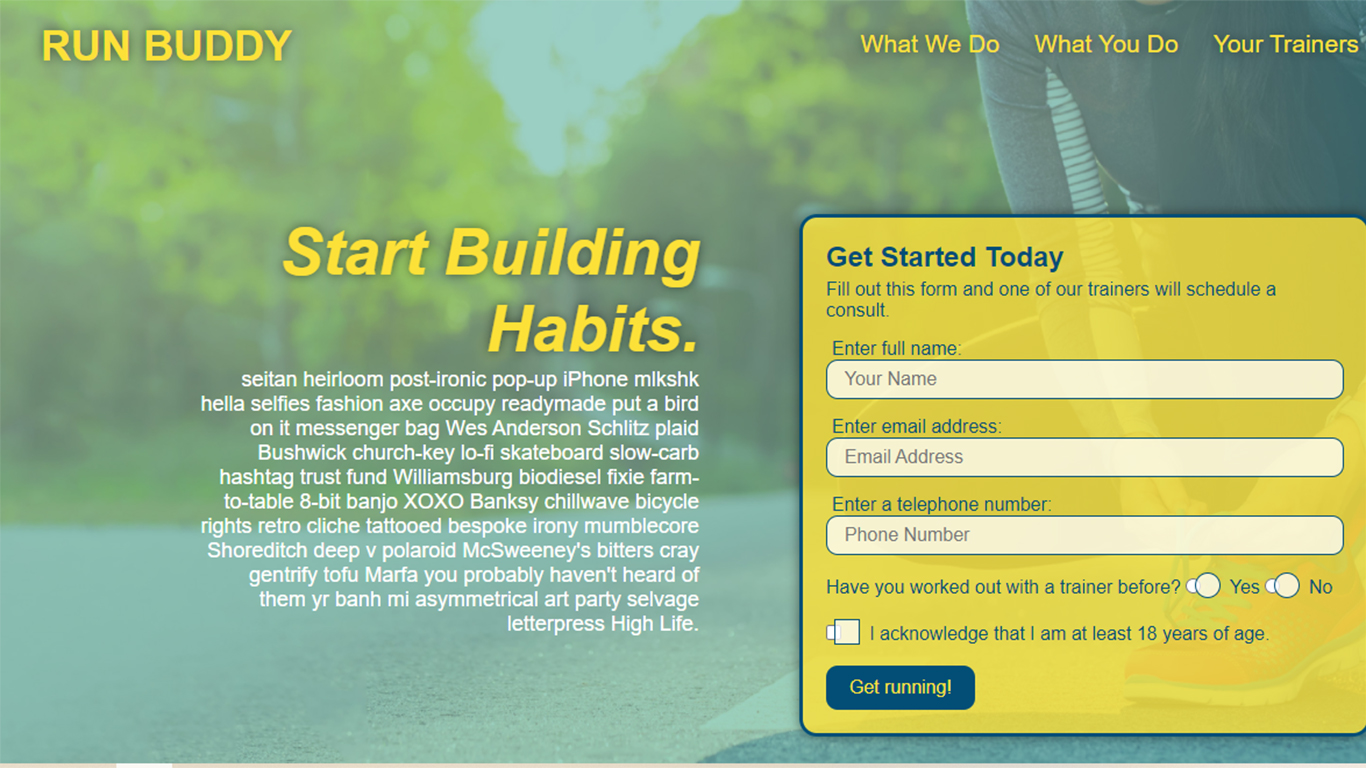 RUN BUDDY
What We Do What You Do Your Trainers
Start Building
Habits.
seitan heirloom post-ironic pop-up iPhone mlkshk
hella selfies fashion axe occupy readymade put a bird
on it messenger bag Wes Anderson Schlitz plaid
Bushwick church-key lo-fi skateboard slow-carb
hashtag trust fund Williamsburg biodiesel fixie farm-
to-table 8-bit banjo XOXO Banksy chillwave bicycle
rights retro cliche tattooed bespoke irony mumblecore
Shoreditch deep v polaroid McSweeney's bitters cray
gentrify tofu Marfa you probably haven't heard of
them yr banh mi asymmetrical art party selvage
letterpress High Life.
Get Started Today
Fill out this form and one of our trainers will schedule a
consult.
Enter full name:
Your Name
Enter email address:
Email Address
Enter a telephone number:
Phone Number
Have you worked out with a trainer before? Yes No
I acknowledge that I am at least 18 years of age.
Get running!